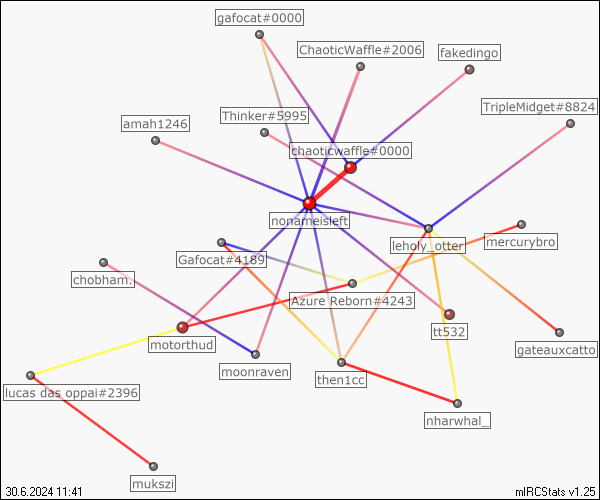 gafocat#0000
ChaoticWaffle#2006
fakedingo
TripleMidget#8824
Thinker#5995
amah1246
chaoticwaffle#0000
nonameisleft
leholy_otter
mercurybro
Gafocat#4189
chobham.
Azure Reborn#4243
tt532
motorthud
gateauxcatto
moonraven
then1cc
lucas das oppai#2396
nharwhal_
mukszi
30.6.2024 11:41
mIRCStats v1.25